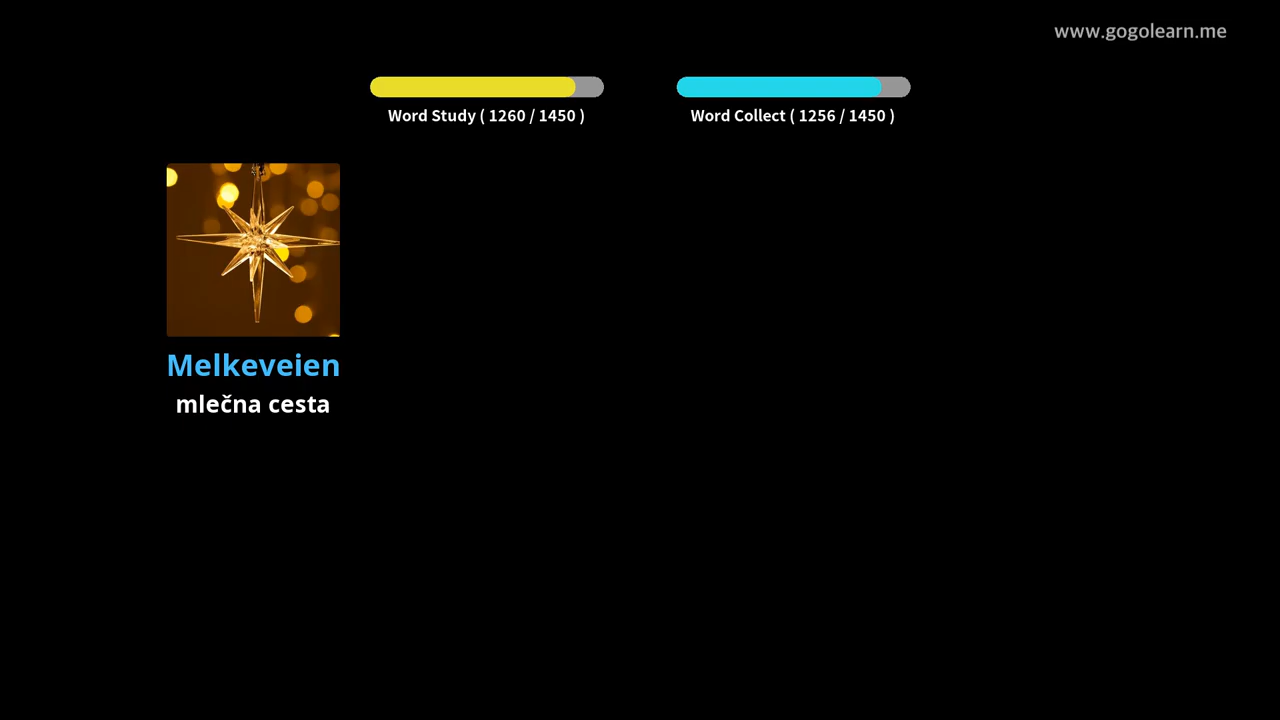 www.gogolearn.me
Word Study ( 1260 / 1450 )
Word Collect ( 1256 / 1450 )
Melkeveien
mlečna cesta